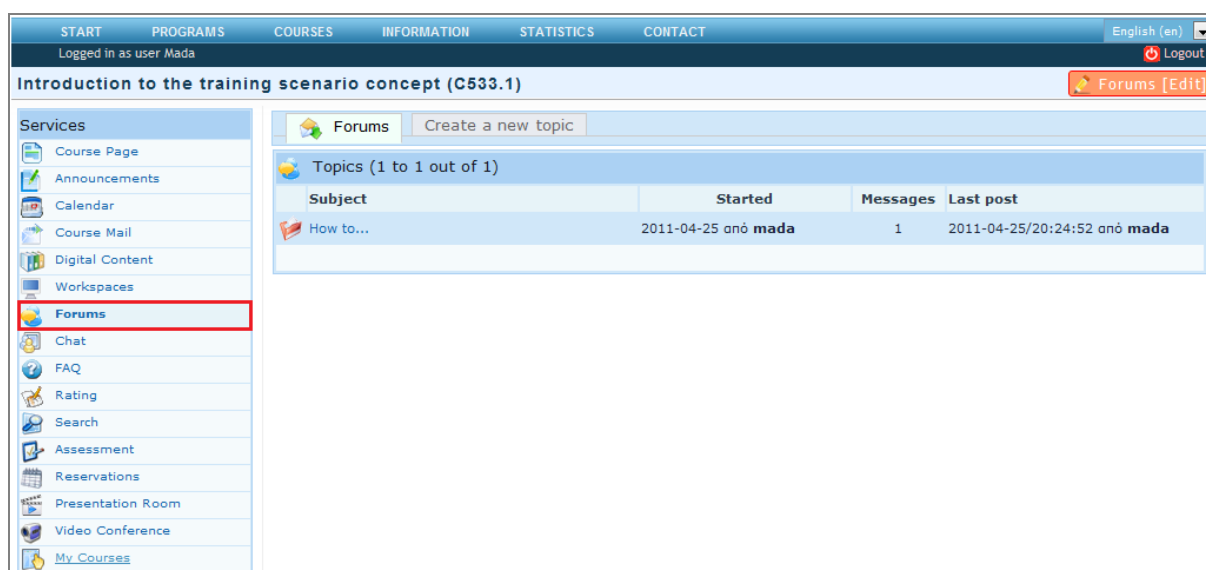 START PROGRAMS COURSES INFORMATION STATISTICS CONTACT English (en)
Logged in as user Mada Logout
Introduction to the training scenario concept (C533.1) Forums [Edit]
Services
Course Page
Announcements
Calendar
Course Mail
Digital Content
Workspaces
Forums
Chat
FAQ
Rating
Search
Assessment
Reservations
Presentation Room
Video Conference
My Courses
Forums Create a new topic
Topics (1 to 1 out of 1)
Subject Started Messages Last post
How to... 2011-04-25 από mada 1 2011-04-25/20:24:52 από mada